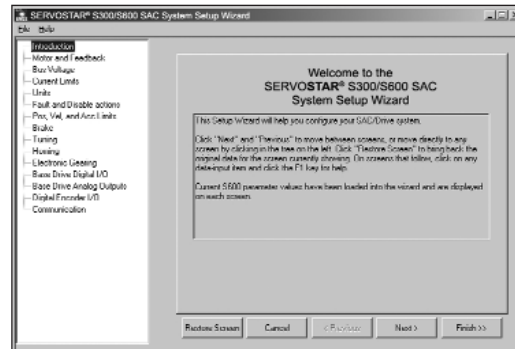 SERVOSTAR® S300/S600 SAC System Setup Wizard
File Help
Introduction
Motor and Feedback
Bus Voltage
Current Limits
Units
Fault and Disable actions
Pos, Vel, and Acc Limits
Brake
Tuning
Homing
Electronic Gearing
Base Drive Digital I/O
Base Drive Analog Outputs
Digital Encoder I/O
Communication
Welcome to the
SERVOSTAR® S300/S600 SAC
System Setup Wizard
This Setup Wizard will help you configure your SAC/Drive system.
Click "Next" and "Previous" to move between screens, or move directly to any
screen by clicking in the tree on the left. Click "Restore Screen" to bring back the
original data for the screen currently showing. On screens that follow, click on any
data-input item and click the F1 key for help.
Current S600 parameter values have been loaded into the wizard and are displayed
on each screen.
Restore Screen Cancel < Previous Next > Finish >>